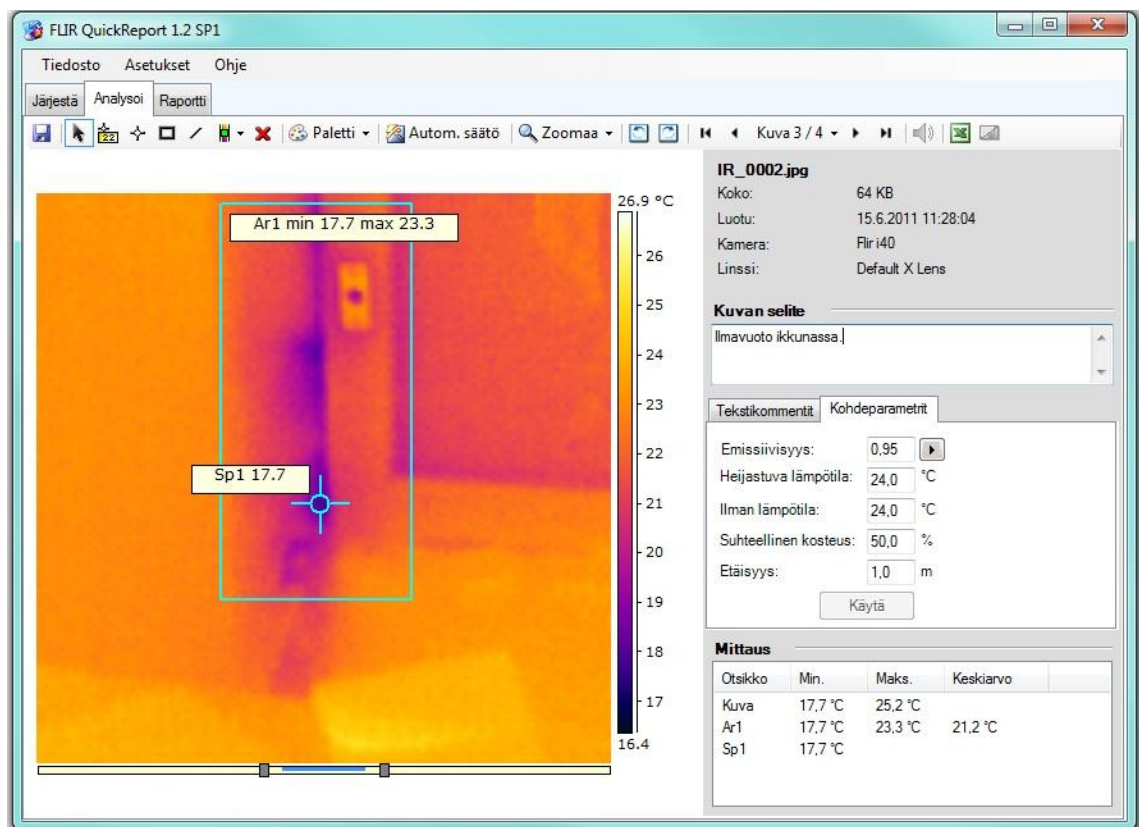 FLIR QuickReport 1.2 SP1
Tiedosto Asetukset Ohje
Järjestä Analysoi Raportti
22 Paletti Autom. säätö Zoomaa Kuva 3 / 4
IR_0002.jpg
Koko: 64 KB
Luotu: 15.6.2011 11:28:04
Kamera: Flir i40
Linssi: Default X Lens
Kuvan selite
Ilmavuoto ikkunassa.
Tekstikommentit Kohdeparametrit
Emissiivisyys: 0,95
Heijastuva lämpötila: 24,0 °C
Ilman lämpötila: 24,0 °C
Suhteellinen kosteus: 50,0 %
Etäisyys: 1,0 m
Käytä
Mittaus
Otsikko Min. Maks. Keskiarvo
Kuva 17,7 °C 25,2 °C
Ar1 17,7 °C 23,3 °C 21,2 °C
Sp1 17,7 °C
26.9 °C
Ar1 min 17.7 max 23.3
26
25
24
23
22
Sp1 17.7
21
20
19
18
17
16.4